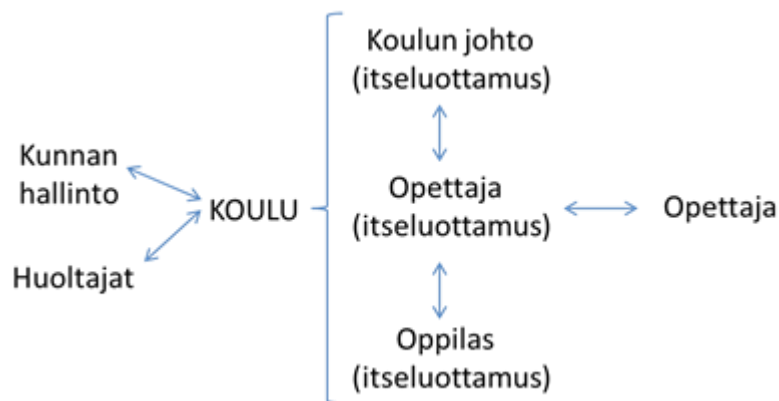 Koulun johto
(itseluottamus)
Kunnan
hallinto
KOULU
Opettaja
(itseluottamus)
Opettaja
Huoltajat
Oppilas
(itseluottamus)